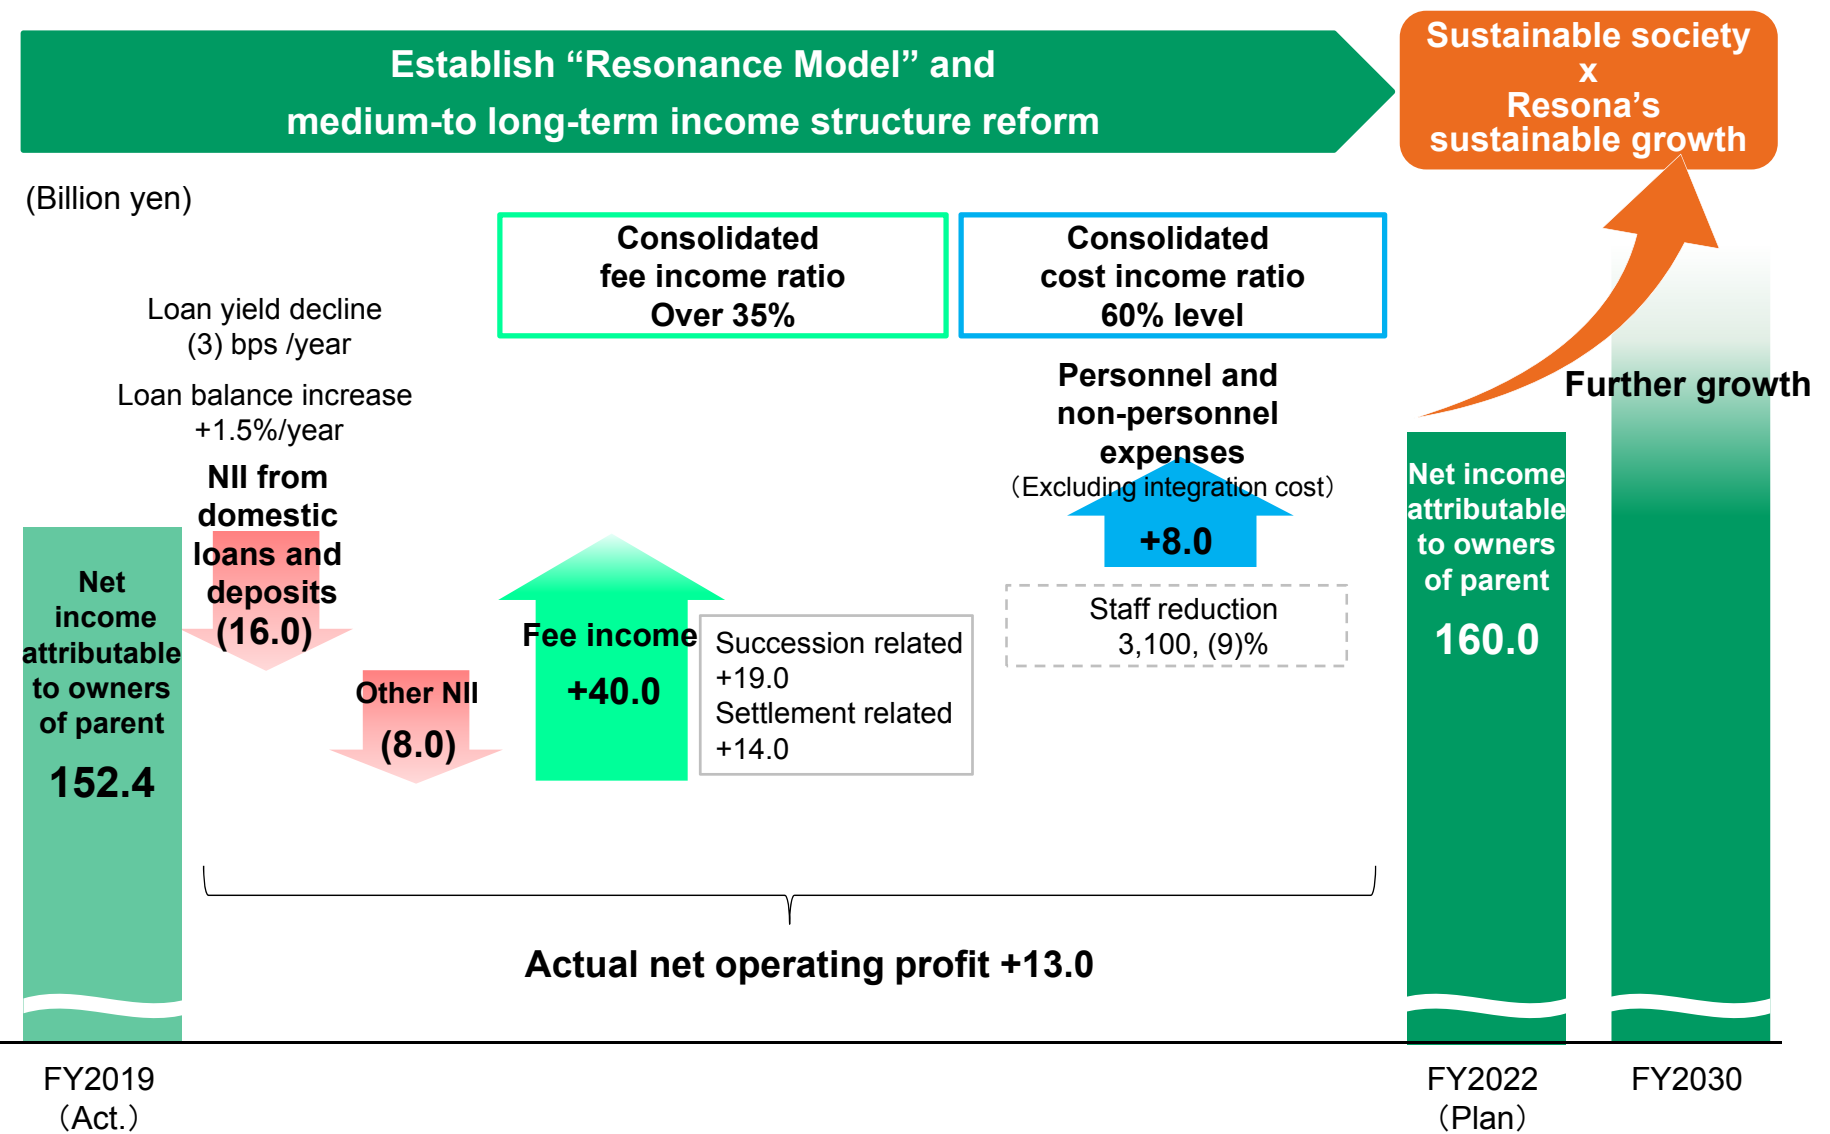 Establish “Resonance Model” and
medium-to long-term income structure reform
Sustainable society
x
Resona’s
sustainable growth
(Billion yen)
Consolidated
fee income ratio
Over 35%
Consolidated
cost income ratio
60% level
Loan yield decline
(3) bps /year
Loan balance increase
+1.5%/year
NII from
domestic
loans and
deposits
(16.0)
Other NII
(8.0)
Fee income
+40.0
Succession related
+19.0
Settlement related
+14.0
Personnel and
non-personnel
expenses
（Excluding integration cost）
+8.0
Staff reduction
3,100, (9)%
Further growth
Net
income
attributable
to owners
of parent
152.4
Net income
attributable
to owners
of parent
160.0
Actual net operating profit +13.0
FY2019
（Act.）
FY2022
（Plan）
FY2030